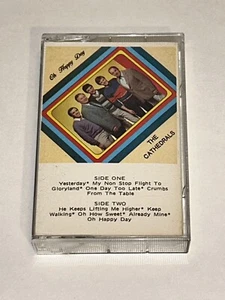 Oh Happy Day
THE CATHEDRALS
SIDE ONE
Yesterday* My Non Stop Flight To
Gloryland* One Day Too Late* Crumbs
From The Table
SIDE TWO
He Keeps Lifting Me Higher* Keep
Walking* Oh How Sweet* Already Mine*
Oh Happy Day